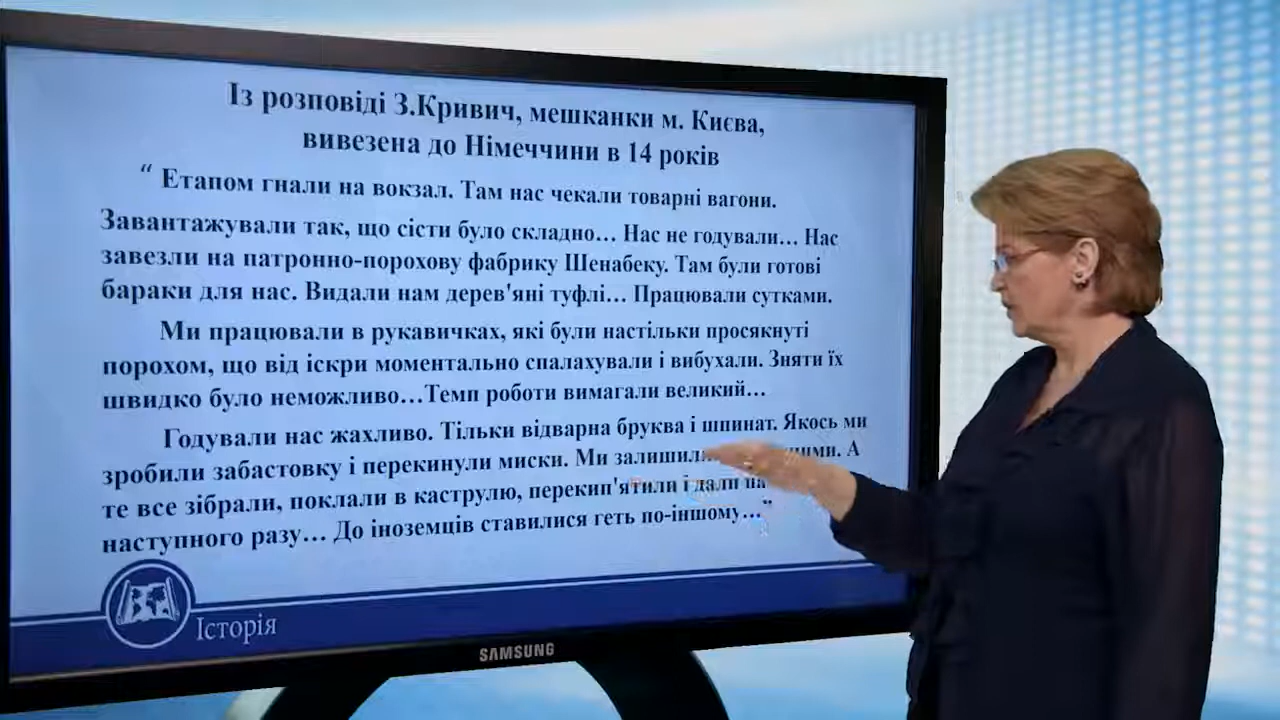 Із розповіді З.Кривич, мешканки м. Києва,
вивезена до Німеччини в 14 років
“ Етапом гнали на вокзал. Там нас чекали товарні вагони.
Завантажували так, що сісти було складно… Нас не годували… Нас
завезли на патронно-порохову фабрику Шенабеку. Там були готові
бараки для нас. Видали нам дерев'яні туфлі… Працювали сутками.
Ми працювали в рукавичках, які були настільки просякнуті
порохом, що від іскри моментально спалахували і вибухали. Зняти їх
швидко було неможливо…Темп роботи вимагали великий…
Годували нас жахливо. Тільки відварна бруква і шпинат. Якось ми
зробили забастовку і перекинули миски. Ми А
те все зібрали, поклали в каструлю, перекип'ятили і дали
наступного разу… До іноземців ставилися геть по-іншому…”
Історія
SAMSUNG